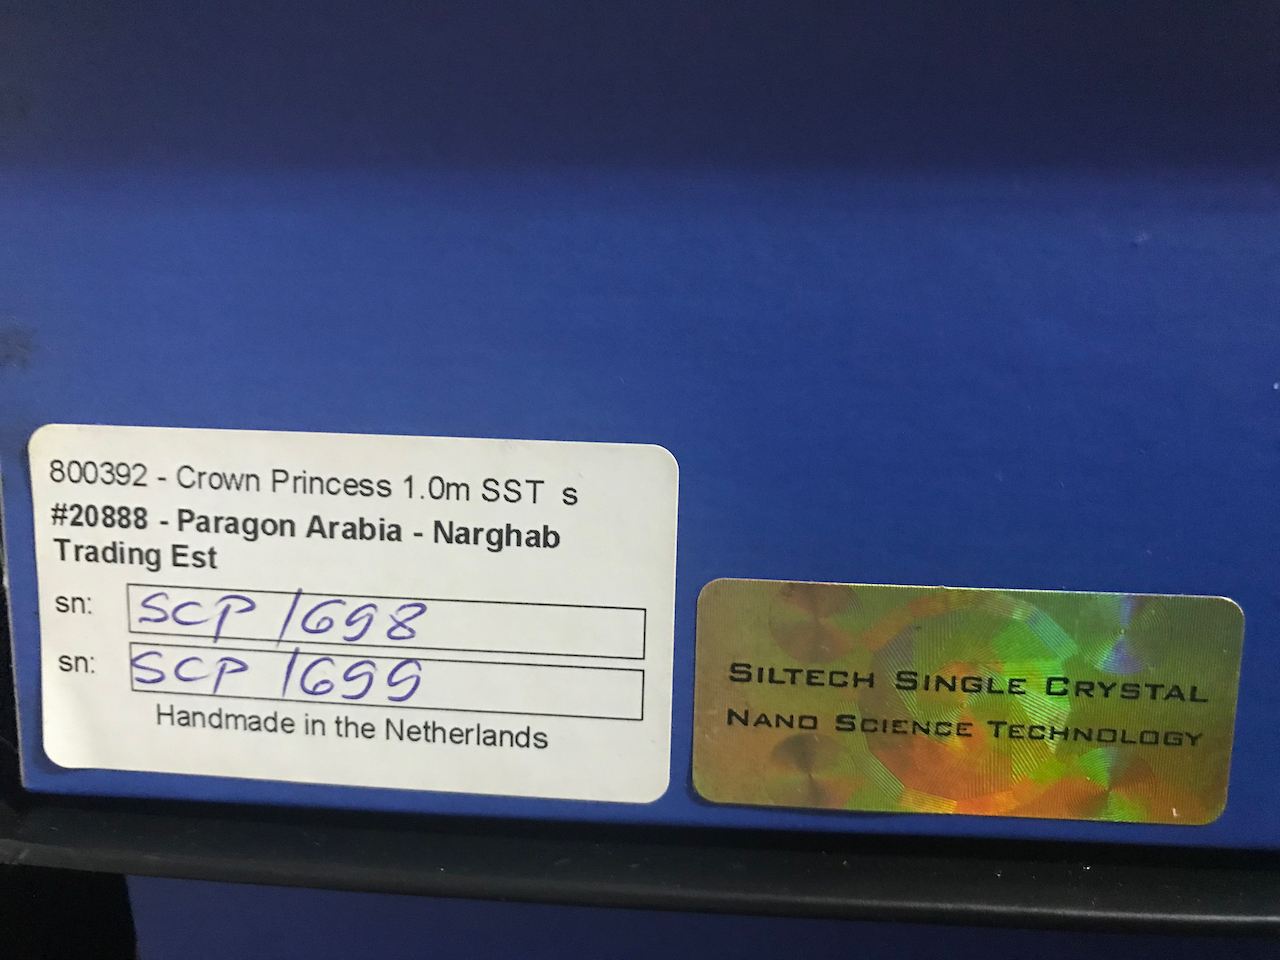 800392 - Crown Princess 1.0m SST s
#20888 - Paragon Arabia - Narghab
Trading Est
sn: SCP 1698
sn: SCP 1699
Handmade in the Netherlands
SILTECH SINGLE CRYSTAL
NANO SCIENCE TECHNOLOGY